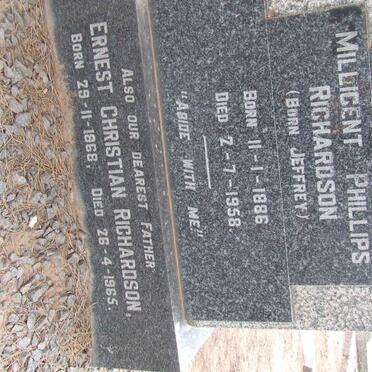 MILLICENT PHILLIPS
RICHARDSON
(BORN JEFFREY)
BORN 11-1-1886
DIED 2-7-1958.
"ABIDE WITH ME"
ALSO OUR DEAREST FATHER
ERNEST CHRISTIAN RICHARDSON,
BORN 29-11-1868. DIED 26-4-1965.